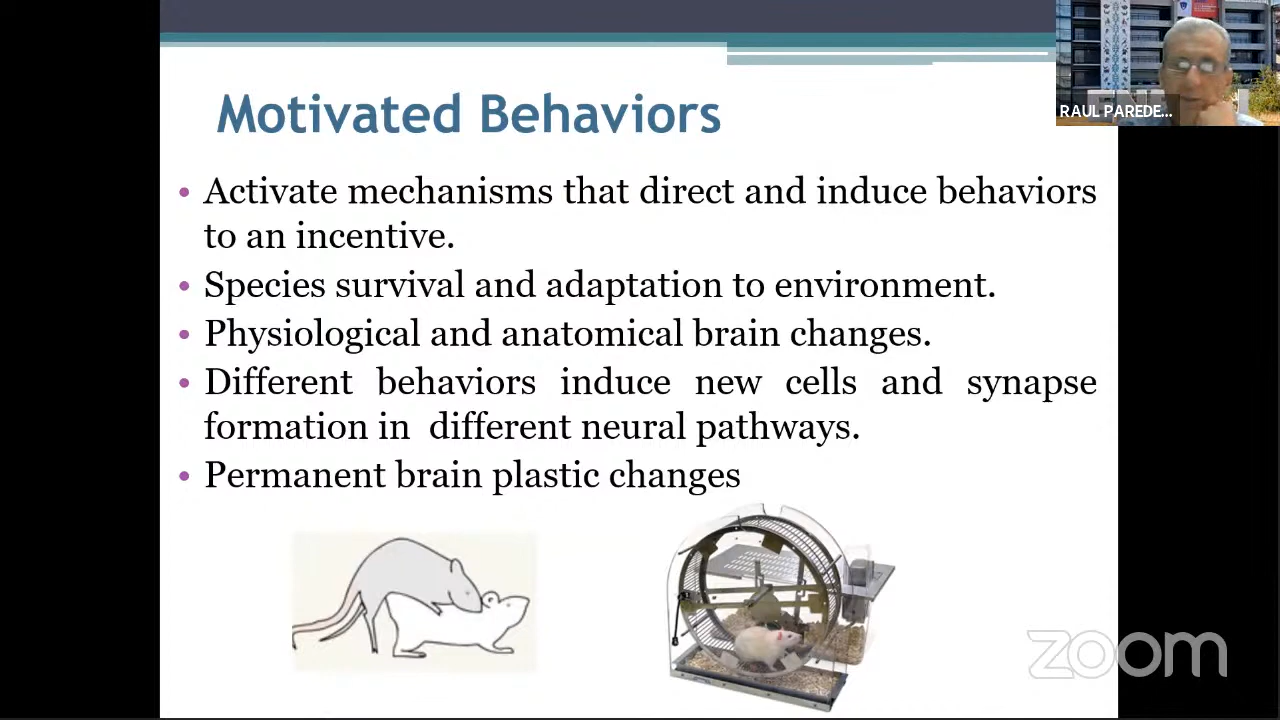 Motivated Behaviors
RAUL PAREDE...
• Activate mechanisms that direct and induce behaviors
to an incentive.
• Species survival and adaptation to environment.
• Physiological and anatomical brain changes.
• Different behaviors induce new cells and synapse
formation in different neural pathways.
• Permanent brain plastic changes
zoom